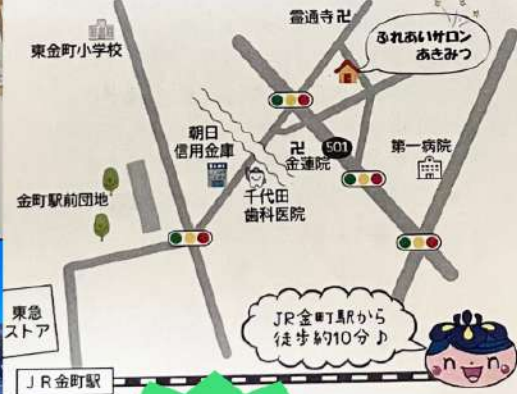 霊通寺卍
ふれあいサロン
あきみつ
東金町小学校
朝日
信用金庫
卍
金蓮院
501
第一病院
千代田
歯科医院
金町駅前団地
東急
ストア
JR金町駅から
徒歩約10分♪
JR金町駅